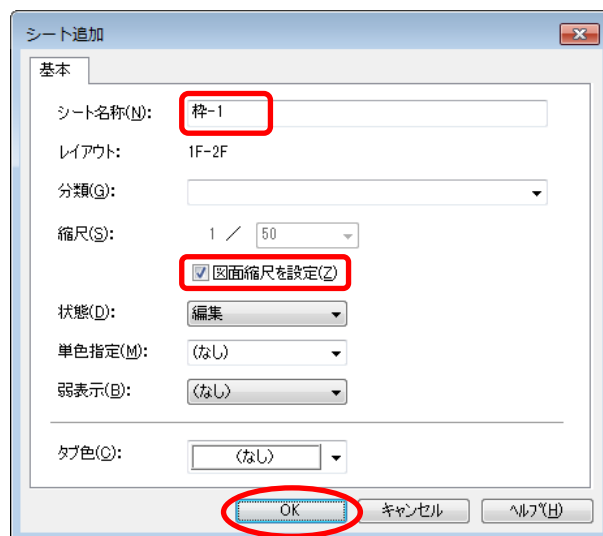 シート追加
基本
シート名称(N): 枠-1
レイアウト: 1F-2F
分類(G):
縮尺(S): 1 ／ 50
図面縮尺を設定(Z)
状態(D): 編集
単色指定(M): (なし)
弱表示(B): (なし)
タブ色(C): (なし)
OK キャンセル ヘルプ(H)